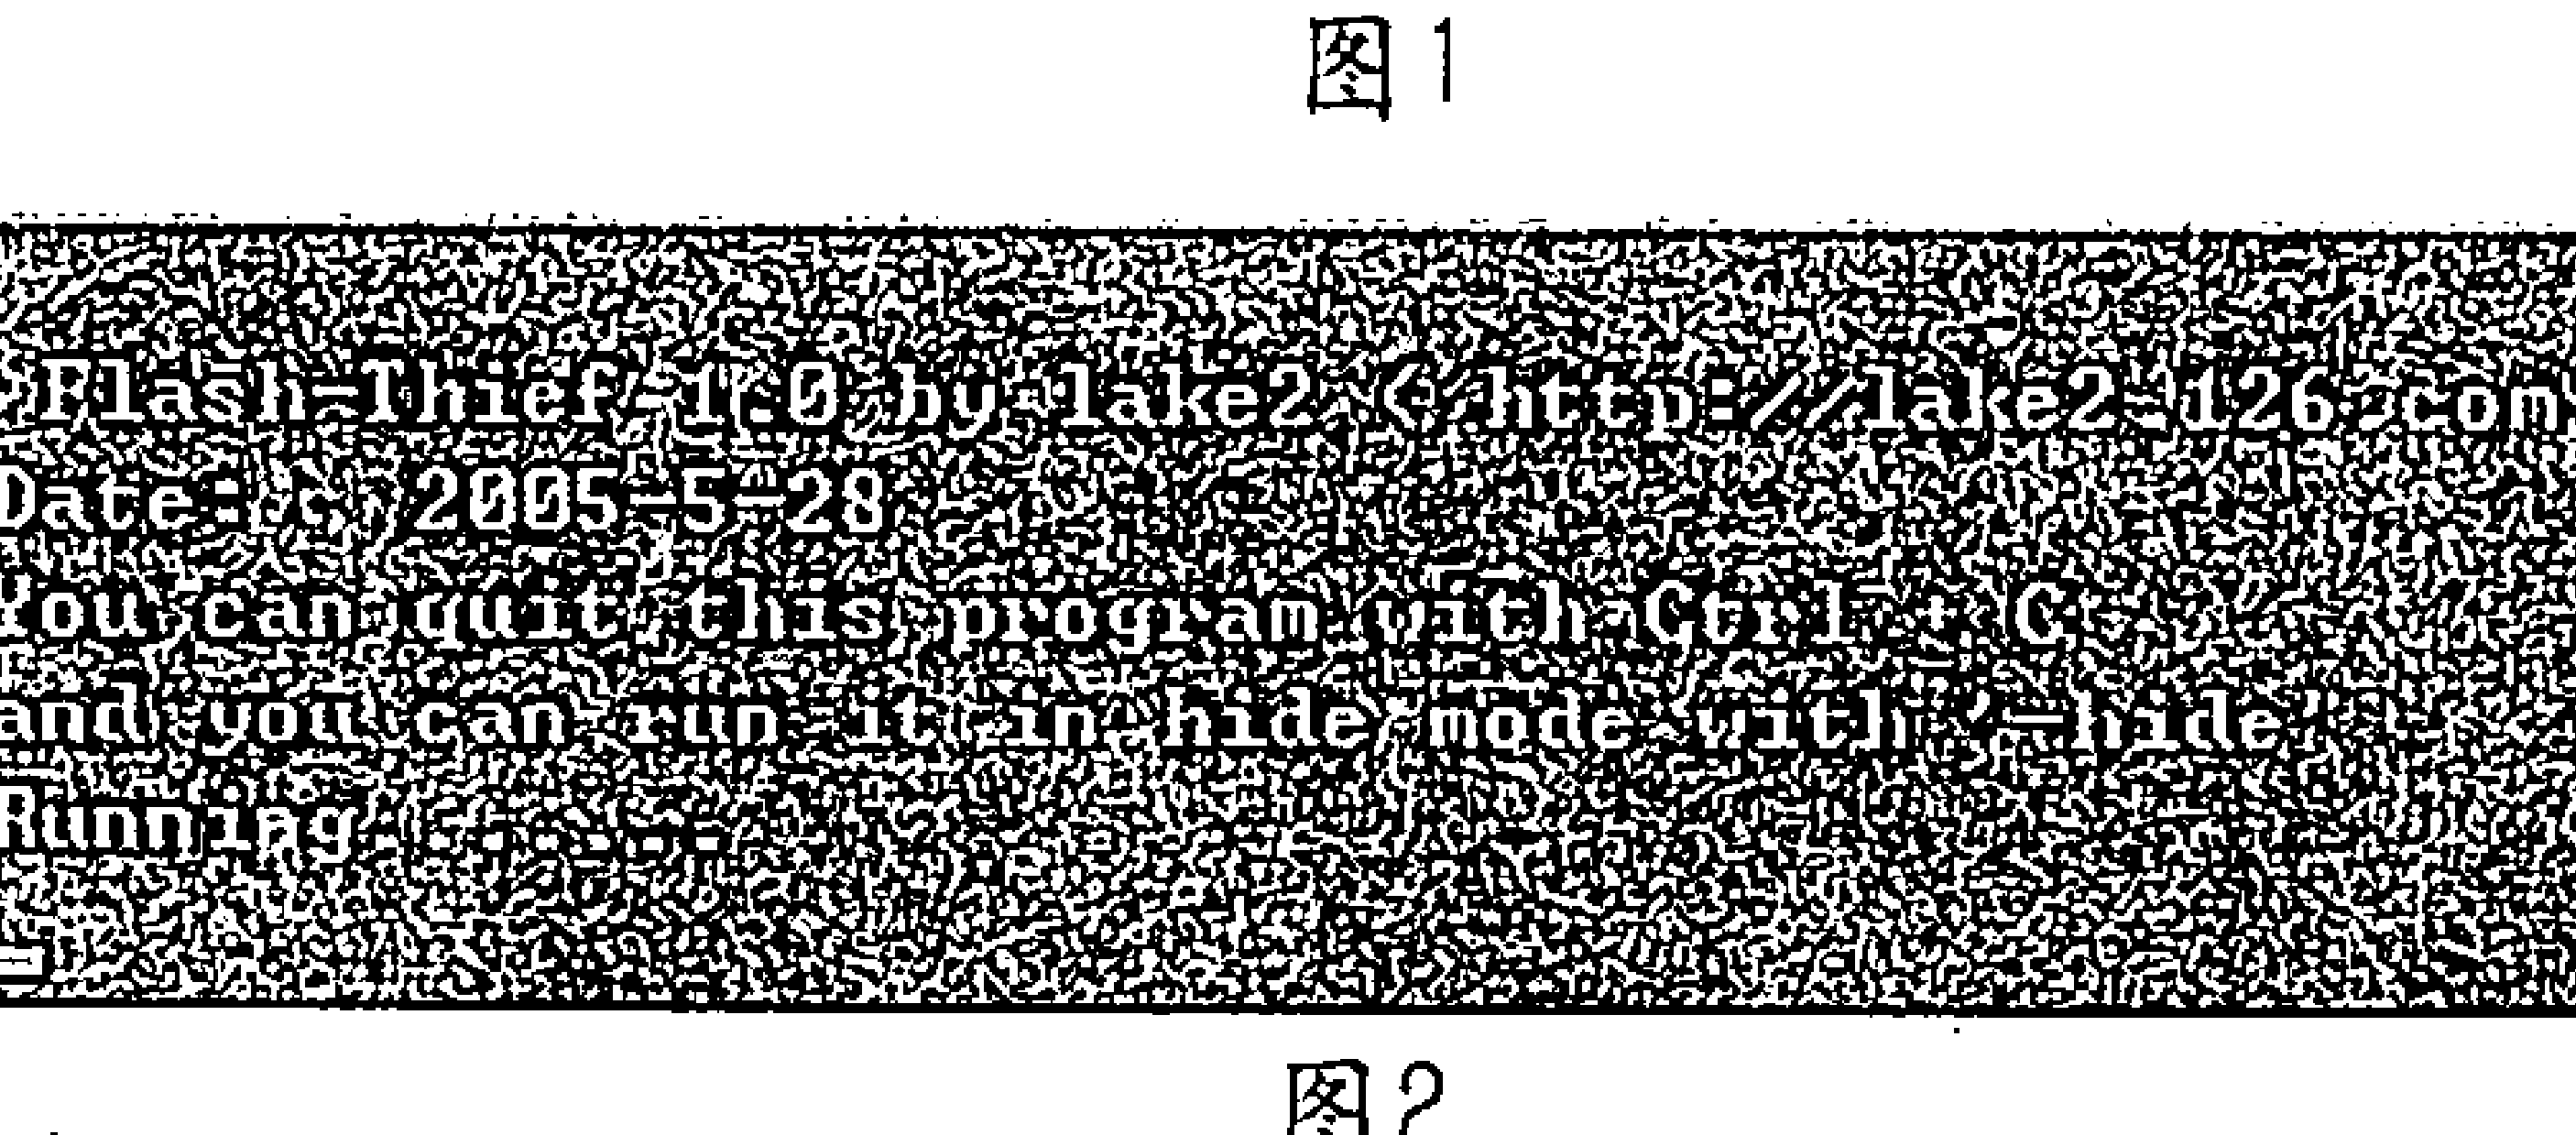 图1
Flash-Thief 1.0 by lake2 ( http://lake2.126.com
Date: 2005-5-28
You can quit this program with Ctrl + C
and you can run it in hide mode with '-hide'
Running......
图2